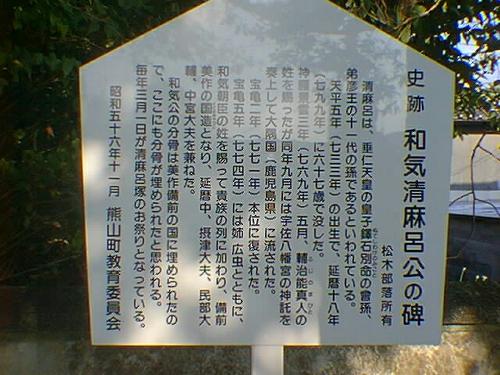 史跡 和気清麻呂公の碑
松木部落所有
清麻呂は、垂仁天皇の皇子鐸石別命の曾孫、
弟彦王の十一代の孫であるといわれている。
天平五年(七三三年)の出生で、延暦十八年
(七九九年)に六十七歳で没した。
神護景雲三年(七六九年)五月、輔治能真人の
姓を賜ったが同年九月には宇佐八幡宮の神託を
奏上して大隅国(鹿児島県)に流された。
宝亀二年(七七一年)本位に復された。
宝亀五年(七七四年)には姉広虫とともに、
和気朝臣の姓を賜って貴族の列に加わり、備前
美作の国造となり、延暦中、摂津大夫、民部大
輔、中宮大夫を兼ねた。
和気公の分骨は美作備前の国に埋められたの
で、ここにも分骨が埋められたと思われる。
毎年三月一日が清麻呂塚のお祭りとなっている。
昭和五十六年十一月 熊山町教育委員会